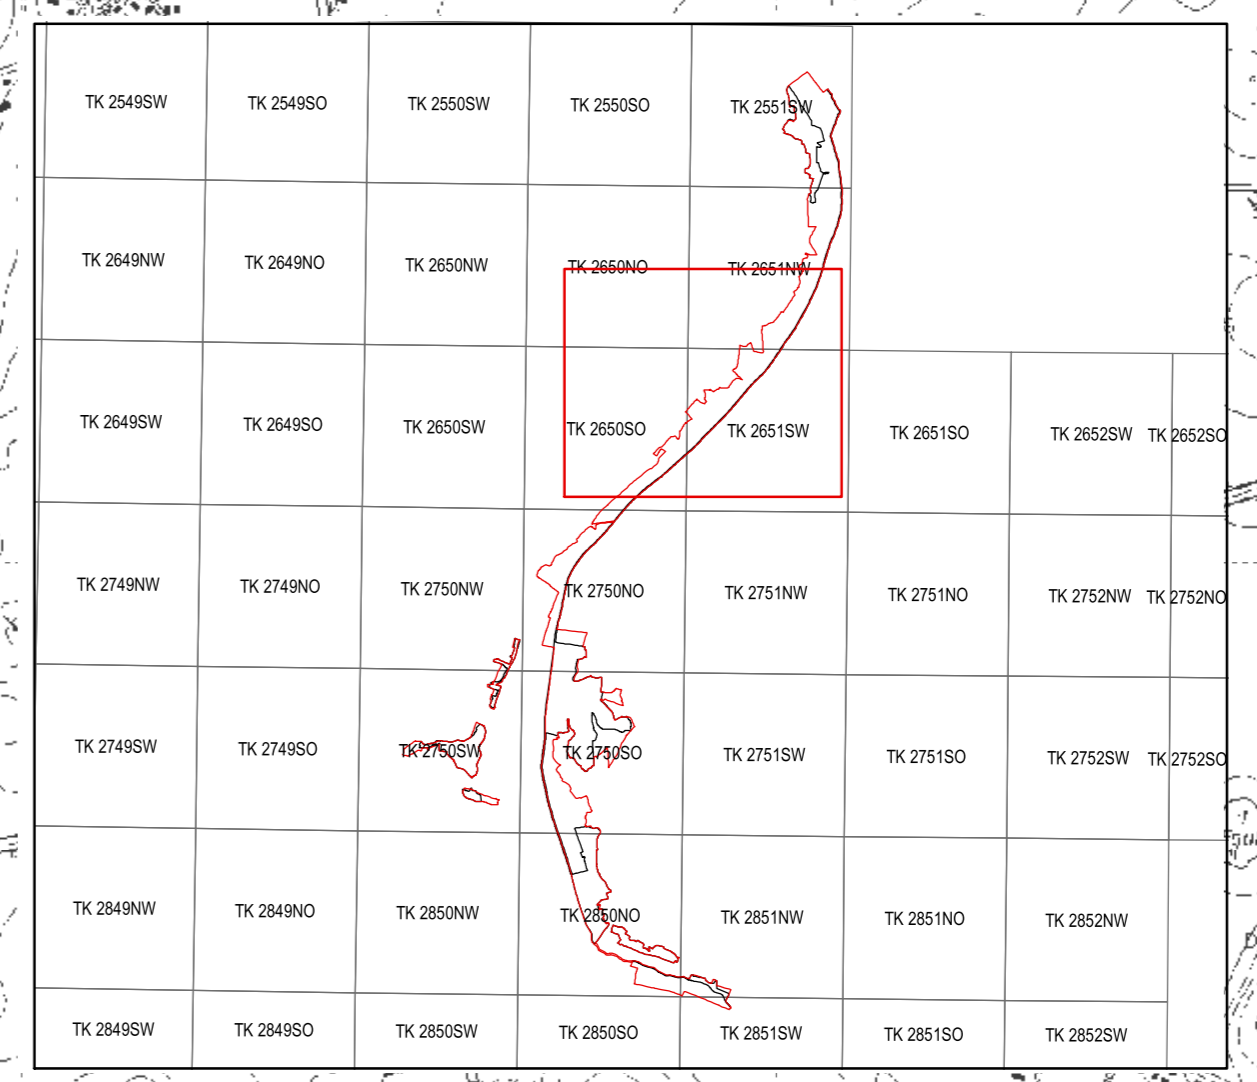 TK 2549SW TK 2549SO TK 2550SW TK 2550SO TK 2551SW
TK 2649NW TK 2649NO TK 2650NW TK 2650NO TK 2651NW
TK 2649SW TK 2649SO TK 2650SW TK 2650SO TK 2651SW TK 2651SO TK 2652SW TK 2652SO
TK 2749NW TK 2749NO TK 2750NW TK 2750NO TK 2751NW TK 2751NO TK 2752NW TK 2752NO
TK 2749SW TK 2749SO TK 2750SW TK 2750SO TK 2751SW TK 2751SO TK 2752SW TK 2752SO
TK 2849NW TK 2849NO TK 2850NW TK 2850NO TK 2851NW TK 2851NO TK 2852NW
TK 2849SW TK 2849SO TK 2850SW TK 2850SO TK 2851SW TK 2851SO TK 2852SW